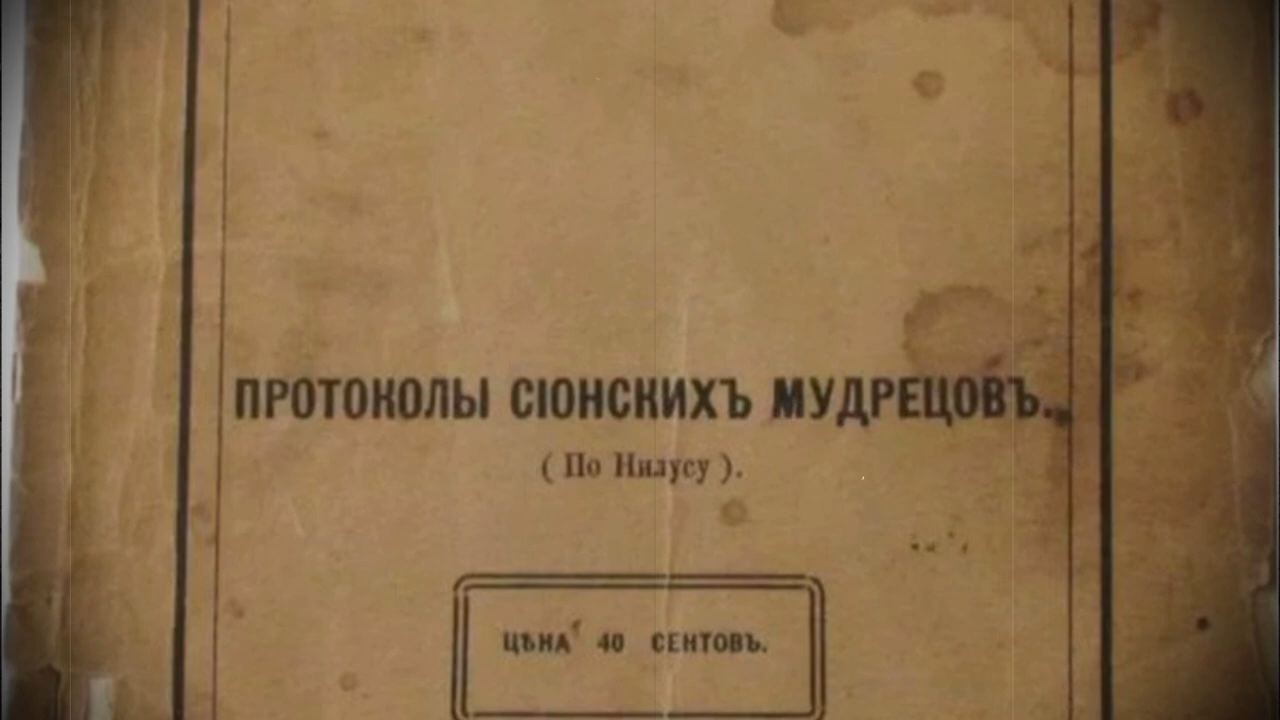 ПРОТОКОЛЫ СІОНСКИХЪ МУДРЕЦОВЪ.
( По Нилусу ).
ЦѢНА 40 СЕНТОВЪ.